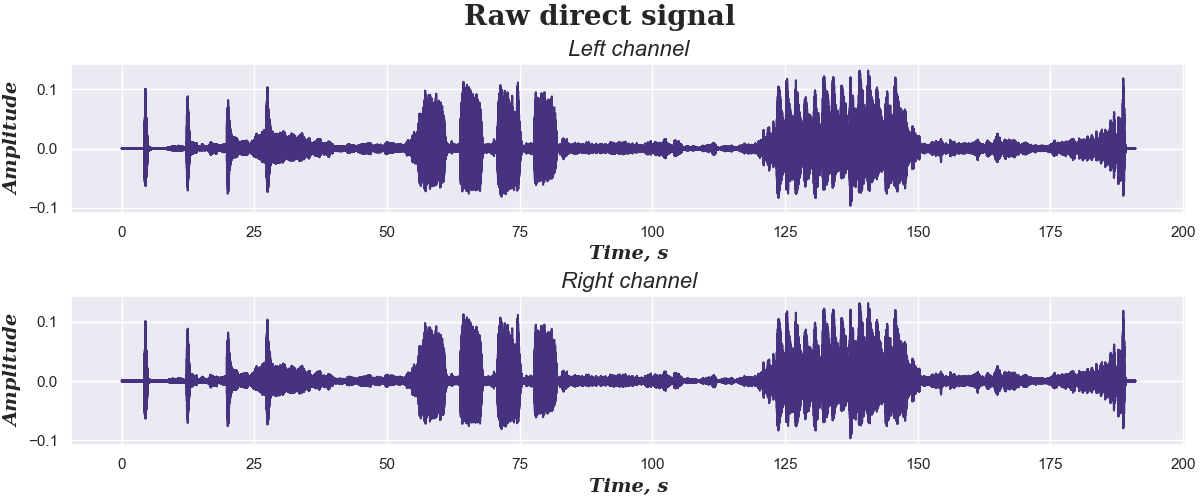 Raw direct signal
Left channel
Amplitude
0.1
0.0
−0.1
0 25 50 75 100 125 150 175 200
Time, s
Right channel
Amplitude
0.1
0.0
−0.1
0 25 50 75 100 125 150 175 200
Time, s